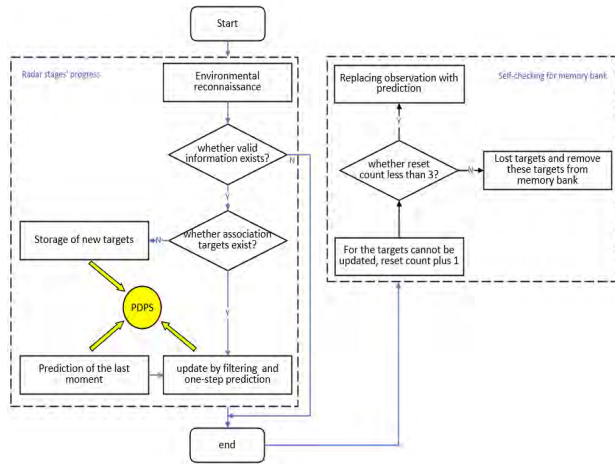 Start
Radar stages' progress
Environmental
reconnaissance
whether valid
information exists?
N
Y
whether association
targets exist?
N
Storage of new targets
Y
PDPS
Prediction of the last
moment
update by filtering and
one-step prediction
end
Self-checking for memory bank
Replacing observation with
prediction
Y
whether reset
count less than 3?
N
Lost targets and remove
these targets from
memory bank
For the targets cannot be
updated, reset count plus 1